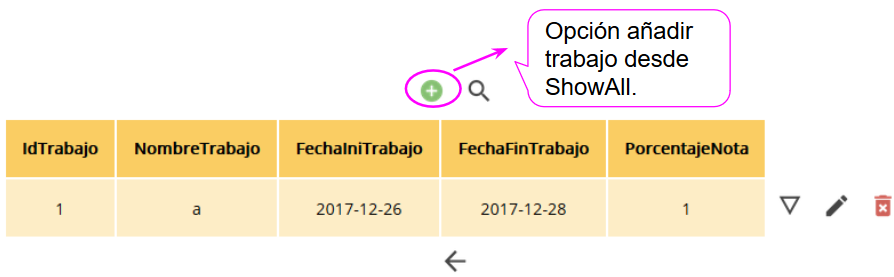 Opción añadir
trabajo desde
ShowAll.
IdTrabajo NombreTrabajo FechaIniTrabajo FechaFinTrabajo PorcentajeNota
1 a 2017-12-26 2017-12-28 1